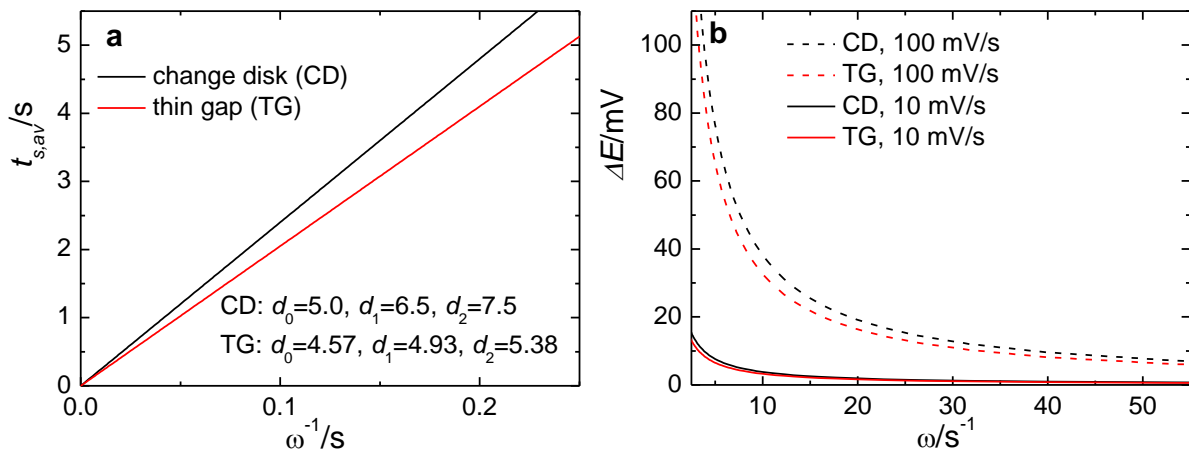 a
change disk (CD)
thin gap (TG)
CD: d₀=5.0, d₁=6.5, d₂=7.5
TG: d₀=4.57, d₁=4.93, d₂=5.38
t_{s,av}/s
5
4
3
2
1
0
0.0
0.1
0.2
ω⁻¹/s
b
CD, 100 mV/s
TG, 100 mV/s
CD, 10 mV/s
TG, 10 mV/s
ΔE/mV
100
80
60
40
20
0
10
20
30
40
50
ω/s⁻¹